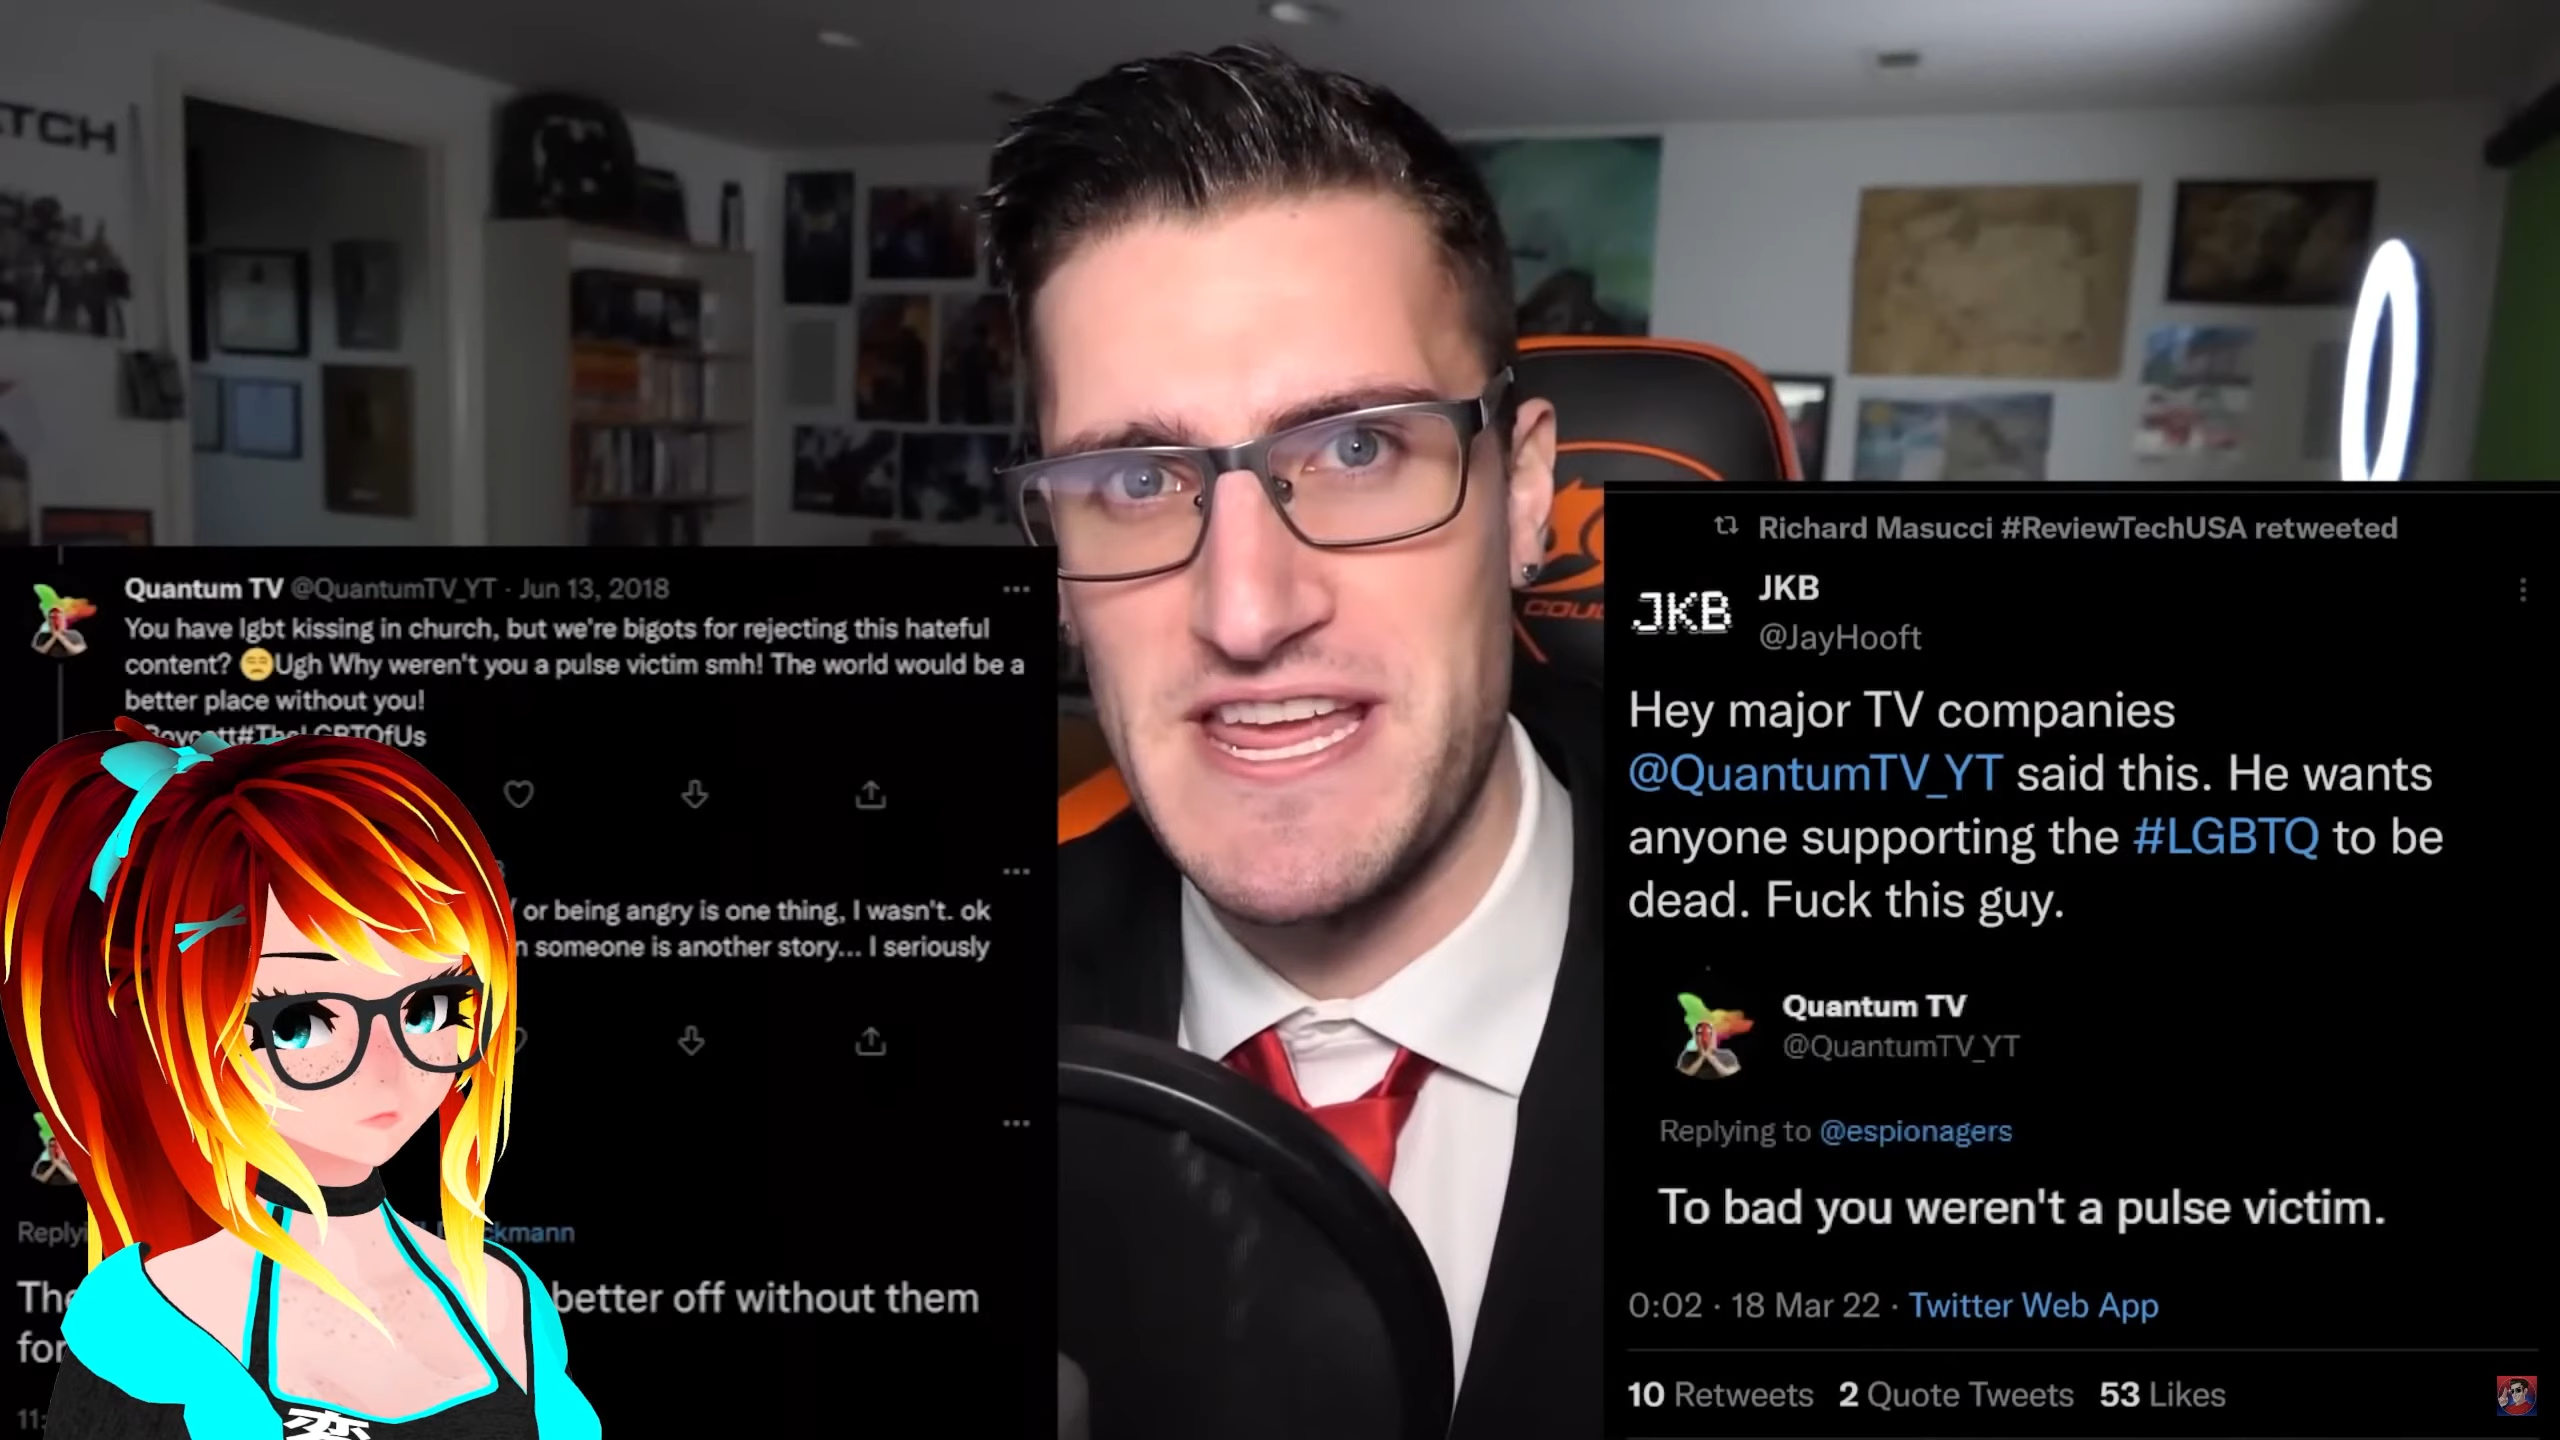 TCH
COU
Quantum TV @QuantumTV_YT · Jun 13, 2018
You have lgbt kissing in church, but we're bigots for rejecting this hateful
content? 😔Ugh Why weren't you a pulse victim smh! The world would be a
better place without you!
#TheLGBTQfUs
or being angry is one thing, I wasn't. ok
someone is another story... I seriously
ckmann
better off without them
for
変
Richard Masucci #ReviewTechUSA retweeted
JKB
JKB
@JayHooft
Hey major TV companies
@QuantumTV_YT said this. He wants
anyone supporting the #LGBTQ to be
dead. Fuck this guy.
Quantum TV
@QuantumTV_YT
Replying to @espionagers
To bad you weren't a pulse victim.
0:02 · 18 Mar 22 · Twitter Web App
10 Retweets 2 Quote Tweets 53 Likes